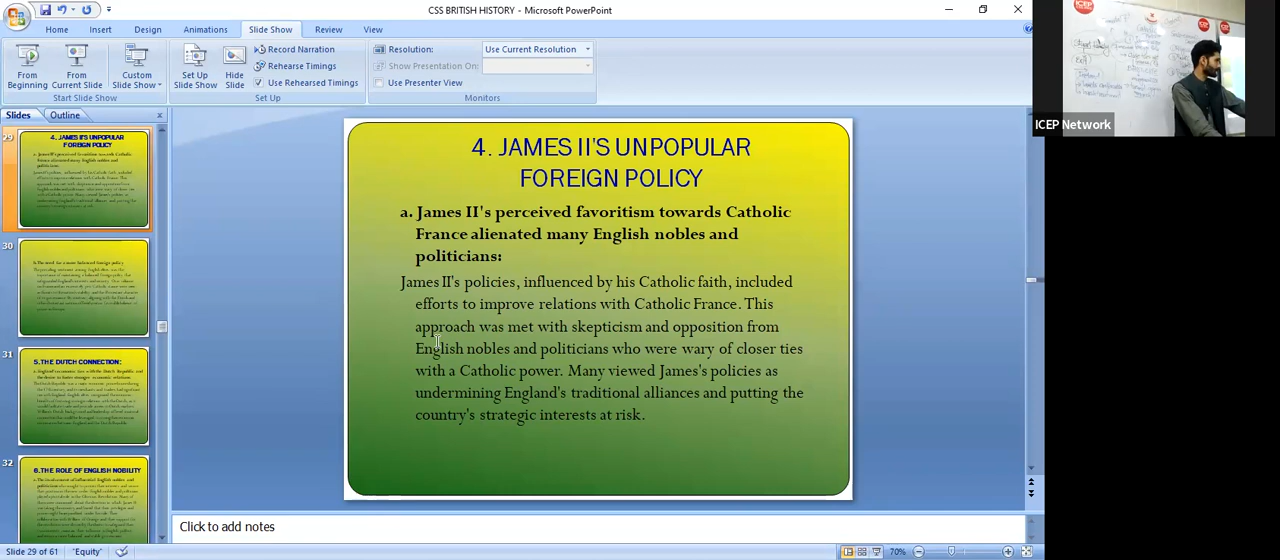 CSS BRITISH HISTORY - Microsoft PowerPoint
Home Insert Design Animations Slide Show Review View
From Beginning
From Current Slide
Custom Slide Show
Start Slide Show
Set Up Slide Show
Hide Slide
Record Narration
Rehearse Timings
Use Rehearsed Timings
Set Up
Resolution: Use Current Resolution
Show Presentation On:
Use Presenter View
Monitors
ICEP Network
Slides Outline
29
4. JAMES II'S UNPOPULAR
FOREIGN POLICY
30
31
5.THE DUTCH CONNECTION:
32
6.THE ROLE OF ENGLISH NOBILITY
4. JAMES II'S UNPOPULAR
FOREIGN POLICY
a. James II's perceived favoritism towards Catholic
France alienated many English nobles and
politicians:
James II's policies, influenced by his Catholic faith, included
efforts to improve relations with Catholic France. This
approach was met with skepticism and opposition from
English nobles and politicians who were wary of closer ties
with a Catholic power. Many viewed James's policies as
undermining England's traditional alliances and putting the
country's strategic interests at risk.
Click to add notes
Slide 29 of 61 "Equity" 70%